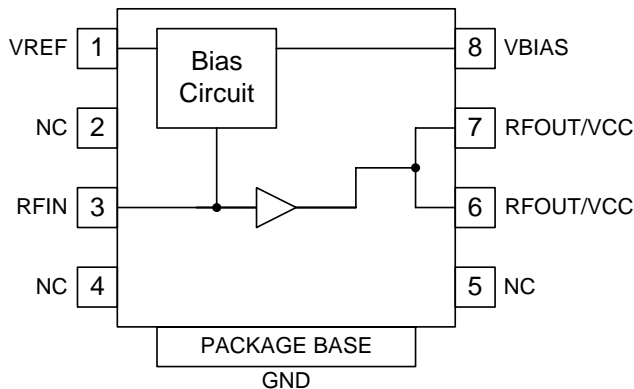 VREF 1 Bias Circuit 8 VBIAS
NC 2 7 RFOUT/VCC
RFIN 3 6 RFOUT/VCC
NC 4 5 NC
PACKAGE BASE
GND